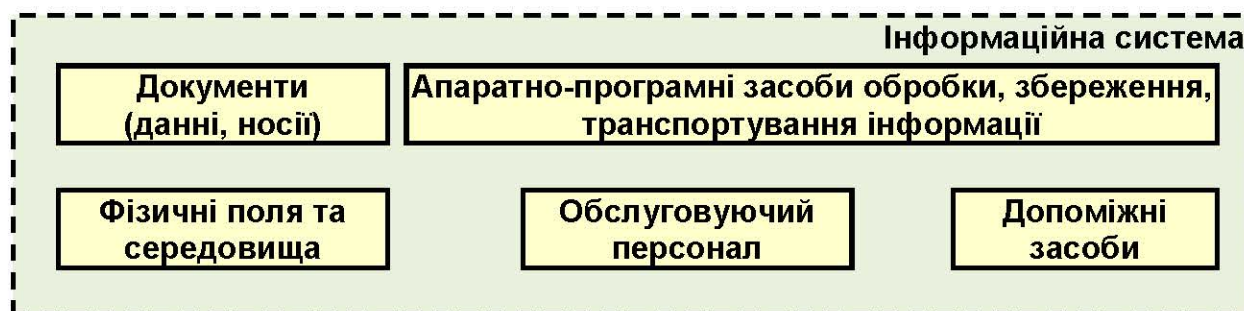 Інформаційна система
Документи
(данні, носії)
Апаратно-програмні засоби обробки, збереження,
транспортування інформації
Фізичні поля та
середовища
Обслуговуючий
персонал
Допоміжні
засоби